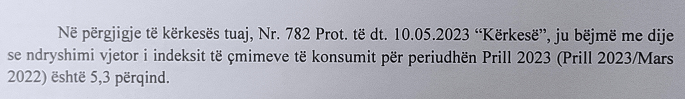 Në përgjigje të kërkesës tuaj, Nr. 782 Prot. të dt. 10.05.2023 “Kërkesë”, ju bëjmë me dije
se ndryshimi vjetor i indeksit të çmimeve të konsumit për periudhën Prill 2023 (Prill 2023/Mars
2022) është 5,3 përqind.